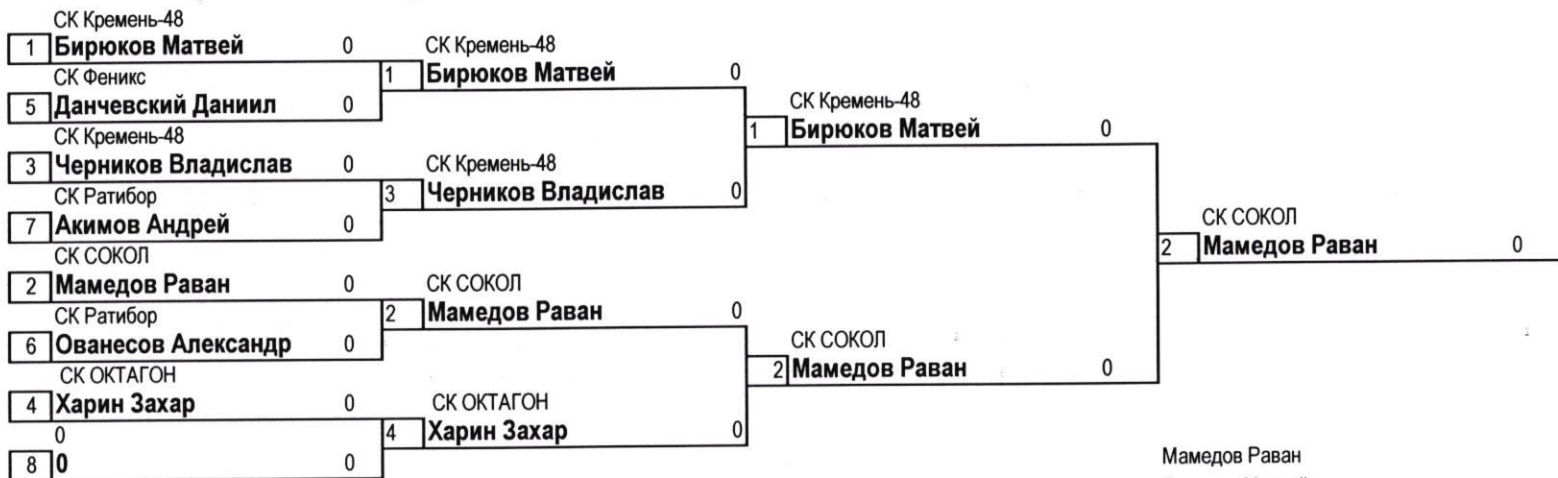 СК Кремень-48
1 Бирюков Матвей 0
СК Феникс
5 Данчевский Даниил 0
СК Кремень-48
3 Черников Владислав 0
СК Ратибор
7 Акимов Андрей 0
СК СОКОЛ
2 Мамедов Раван 0
СК Ратибор
6 Ованесов Александр 0
СК ОКТАГОН
4 Харин Захар 0
0
8 0 0
СК Кремень-48
1 Бирюков Матвей 0
СК Кремень-48
3 Черников Владислав 0
СК СОКОЛ
2 Мамедов Раван 0
СК ОКТАГОН
4 Харин Захар 0
СК Кремень-48
1 Бирюков Матвей 0
СК СОКОЛ
2 Мамедов Раван 0
СК СОКОЛ
2 Мамедов Раван 0
Мамедов Раван